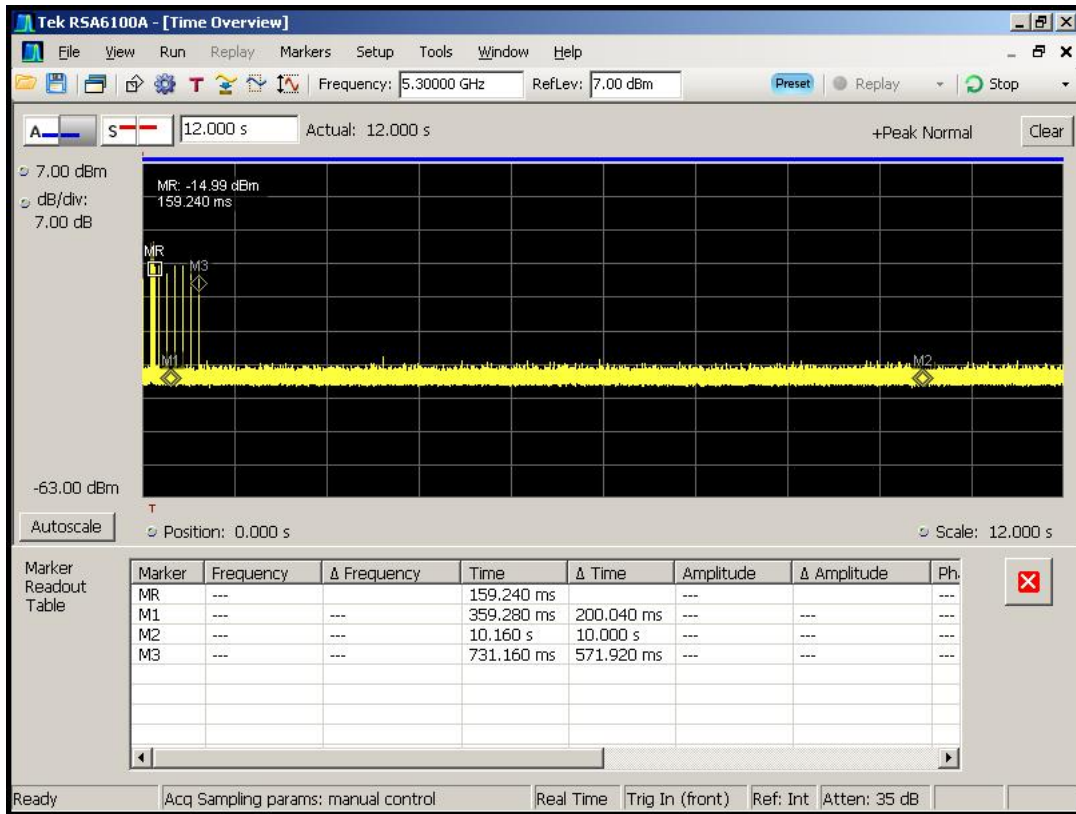 Tek RSA6100A - [Time Overview]
File View Run Replay Markers Setup Tools Window Help
T Frequency: 5.30000 GHz RefLev: 7.00 dBm Preset Replay Stop
A S 12.000 s Actual: 12.000 s +Peak Normal Clear
7.00 dBm
dB/div:
7.00 dB
MR: -14.99 dBm
159.240 ms
MR
M3
M1
M2
-63.00 dBm
T
Autoscale Position: 0.000 s Scale: 12.000 s
Marker Readout Table
Marker Frequency Δ Frequency Time Δ Time Amplitude Δ Amplitude Ph.
MR --- 159.240 ms --- ---
M1 --- --- 359.280 ms 200.040 ms --- --- ---
M2 --- --- 10.160 s 10.000 s --- --- ---
M3 --- --- 731.160 ms 571.920 ms --- --- ---
Ready Acq Sampling params: manual control Real Time Trig In (front) Ref: Int Atten: 35 dB